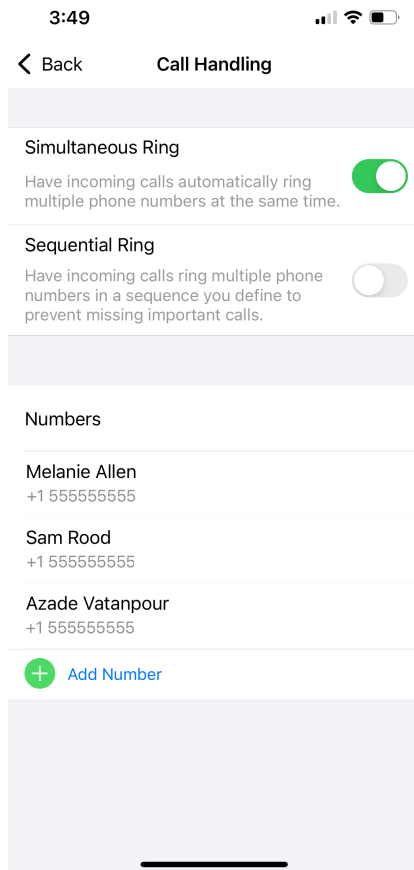 3:49
Back
Call Handling
Simultaneous Ring
Have incoming calls automatically ring
multiple phone numbers at the same time.
Sequential Ring
Have incoming calls ring multiple phone
numbers in a sequence you define to
prevent missing important calls.
Numbers
Melanie Allen
+1 555555555
Sam Rood
+1 555555555
Azade Vatanpour
+1 555555555
Add Number